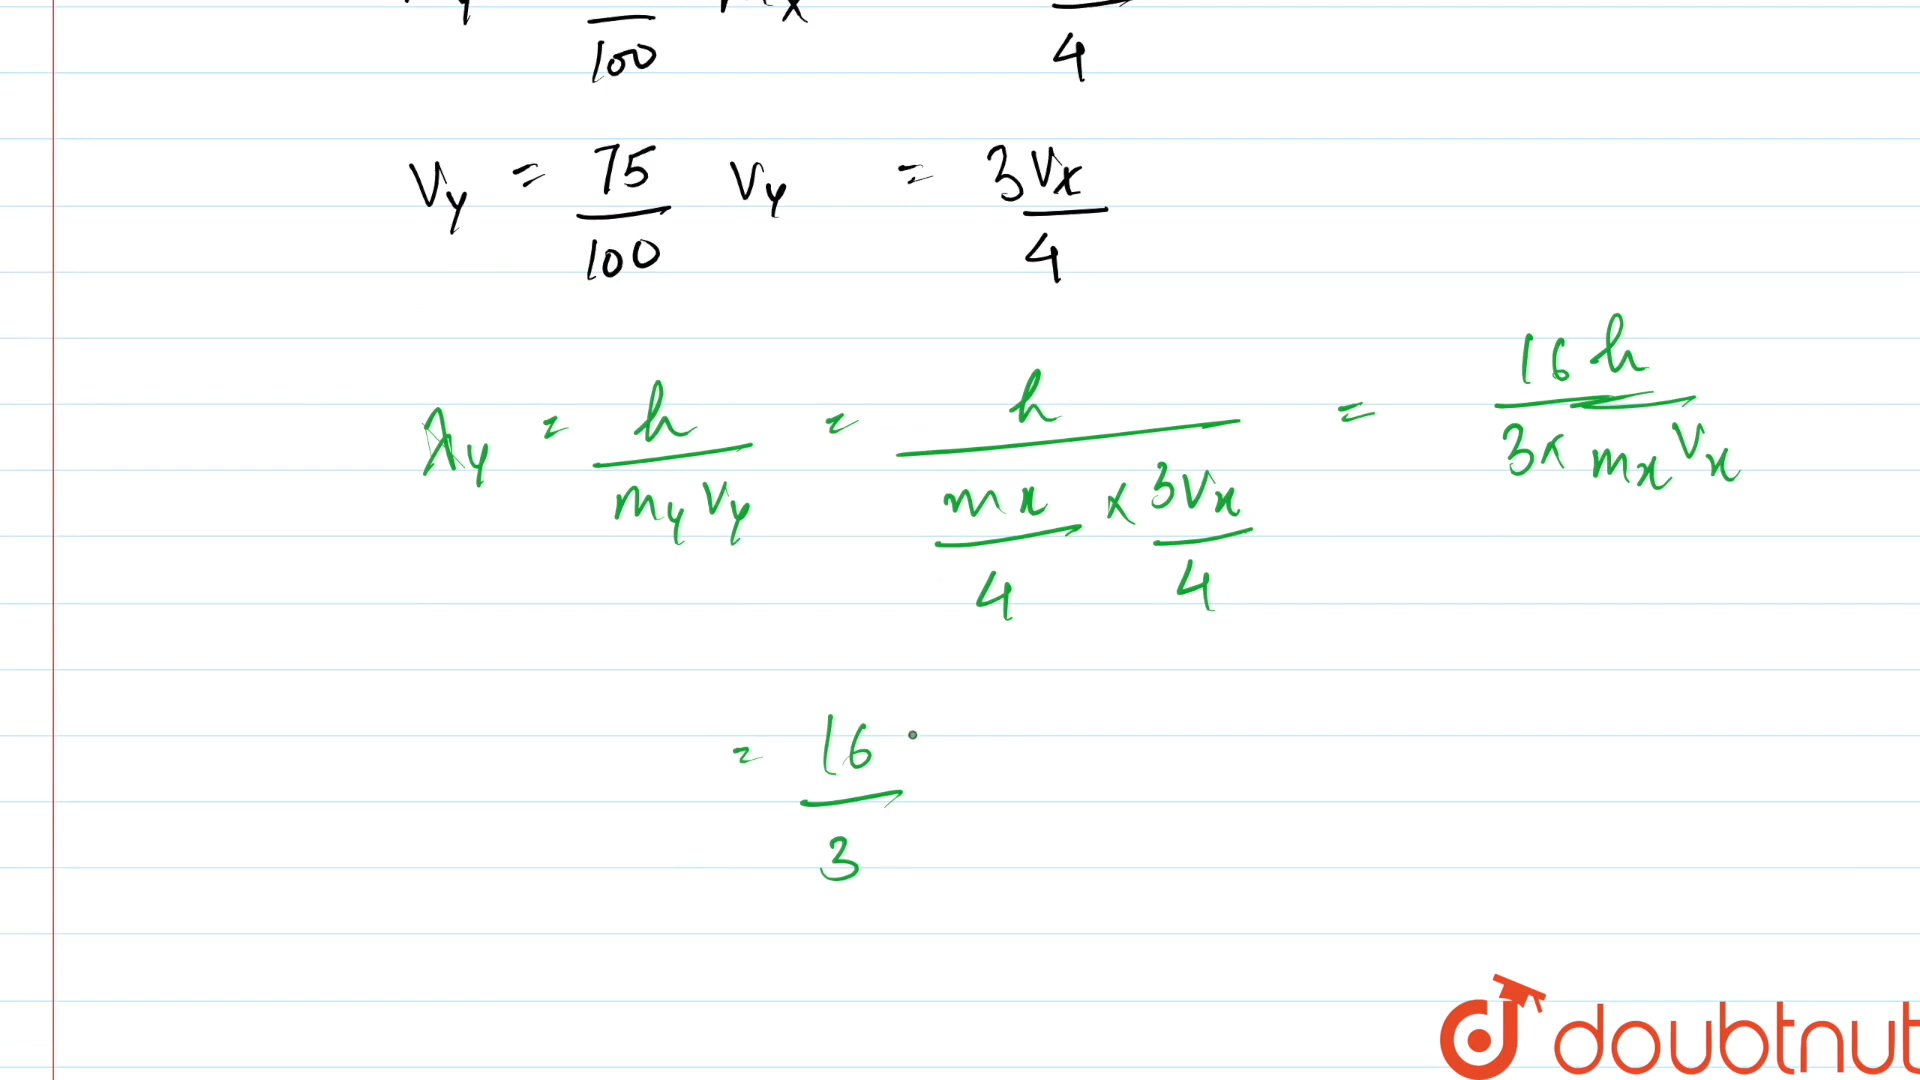 100 4
Vy = 75/100 Vy = 3Vx/4
λy = h/(my Vy) = h/(mx/4 × 3Vx/4) = 16h/(3× mx Vx)
= 16/3
doubtnut